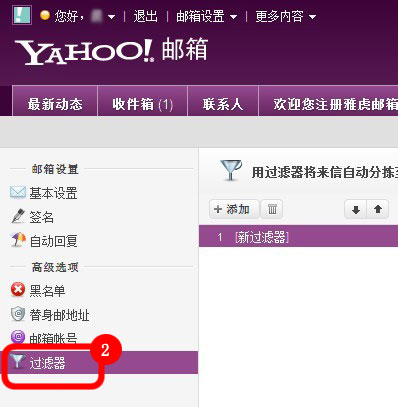 您好, 退出 邮箱设置 更多内容
YAHOO! 邮箱
最新动态 收件箱 (1) 联系人 欢迎您注册雅虎邮箱
邮箱设置
基本设置
签名
自动回复
高级选项
黑名单
替身邮地址
邮箱帐号
过滤器
2
用过滤器将来信自动分拣
+ 添加
1 [新过滤器]